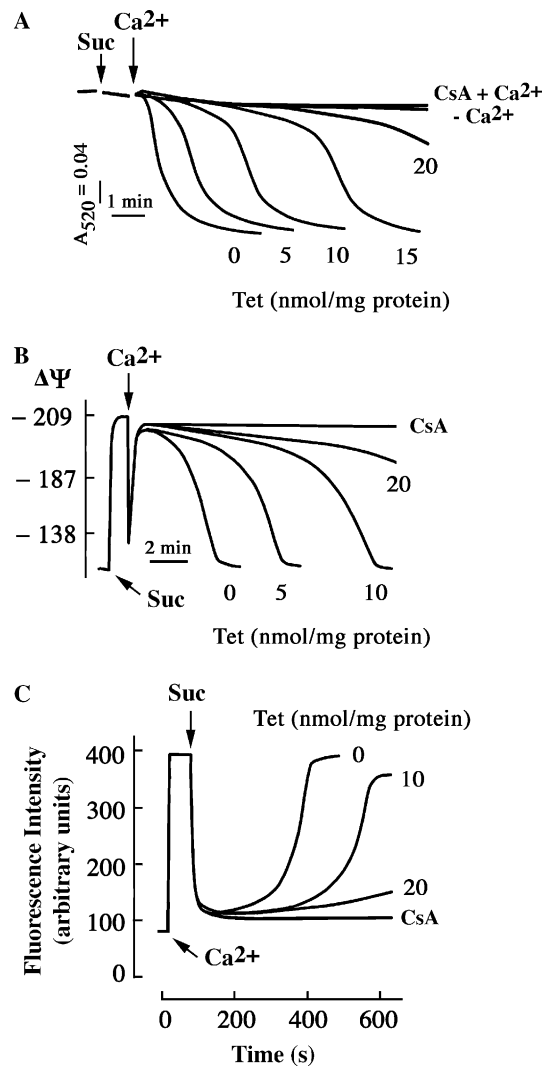 A
Suc
Ca2+
CsA + Ca2+
- Ca2+
20
A520 = 0.04
1 min
0 5 10 15
Tet (nmol/mg protein)
B
Ca2+
ΔΨ
– 209
– 187
– 138
CsA
20
2 min
Suc
0 5 10
Tet (nmol/mg protein)
C
Suc
Tet (nmol/mg protein)
0
10
20
CsA
Fluorescence Intensity
(arbitrary units)
400
300
200
100
0
Ca2+
0 200 400 600
Time (s)